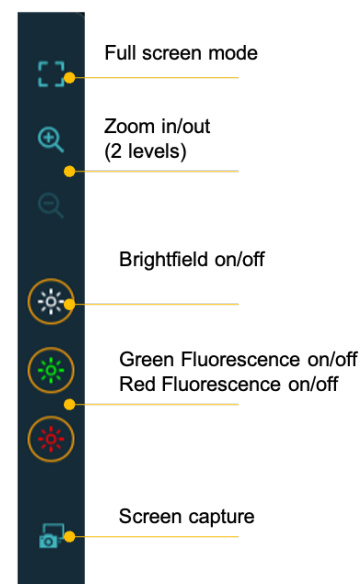 Full screen mode
Zoom in/out
(2 levels)
Brightfield on/off
Green Fluorescence on/off
Red Fluorescence on/off
Screen capture